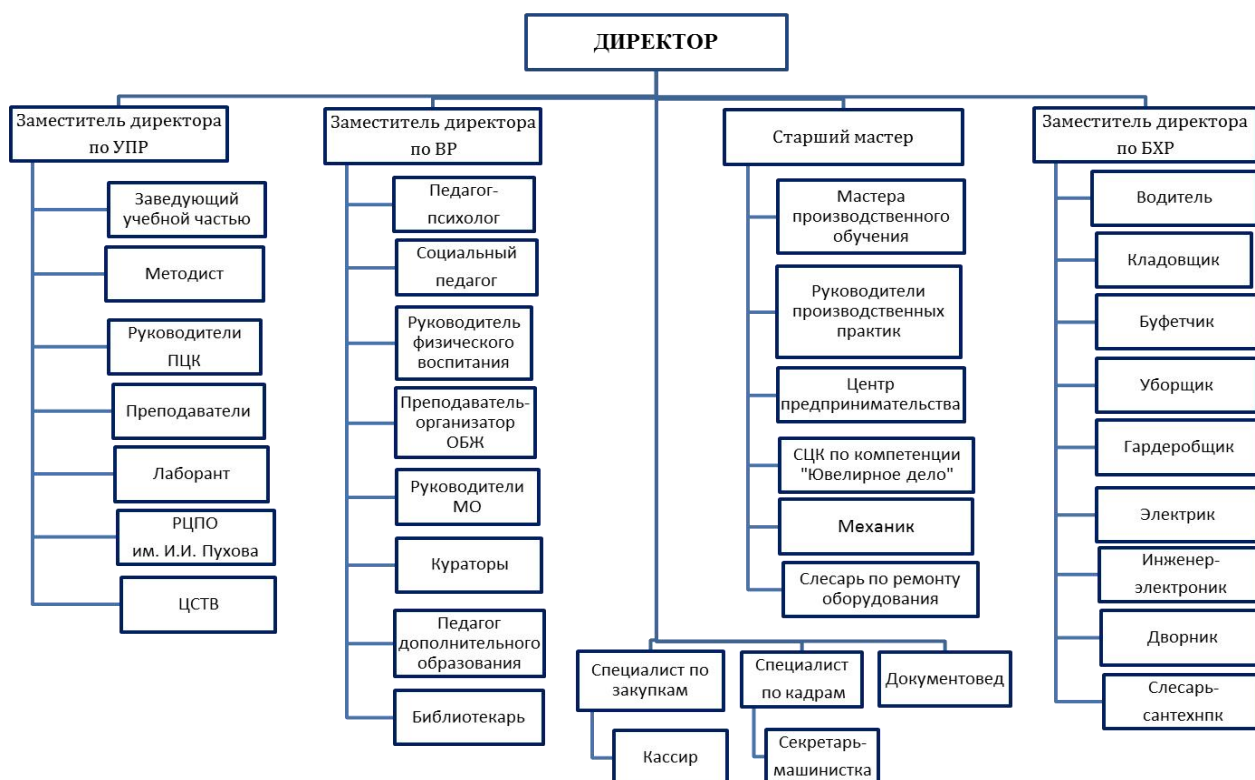 ДИРЕКТОР
Заместитель директора
по УПР
Заведующий
учебной частью
Методист
Руководители
ПЦК
Преподаватели
Лаборант
РЦПО
им. И.И. Пухова
ЦСТВ
Заместитель директора
по ВР
Педагог-
психолог
Социальный
педагог
Руководитель
физического
воспитания
Преподаватель-
организатор
ОБЖ
Руководители
МО
Кураторы
Педагог
дополнительного
образования
Библиотекарь
Старший мастер
Мастера
производственного
обучения
Руководители
производственных
практик
Центр
предпринимательства
СЦК по компетенции
"Ювелирное дело"
Механик
Слесарь по ремонту
оборудования
Заместитель директора
по БХР
Водитель
Кладовщик
Буфетчик
Уборщик
Гардеробщик
Электрик
Инженер-
электроник
Дворник
Слесарь-
сантехнпк
Специалист по
закупкам
Кассир
Специалист
по кадрам
Секретарь-
машинистка
Документовед